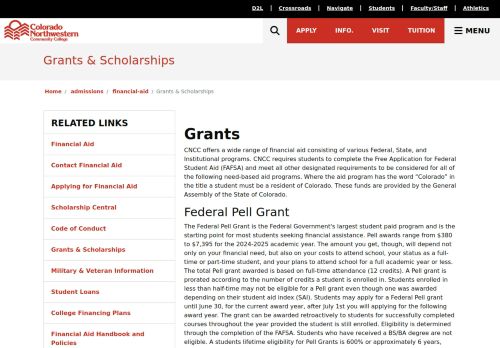 D2L | Crossroads | Navigate | Students | Faculty/Staff | Athletics
Colorado
Northwestern
Community College
APPLY INFO. VISIT TUITION MENU
Grants & Scholarships
Home / admissions / financial-aid / Grants & Scholarships
RELATED LINKS
Financial Aid
Contact Financial Aid
Applying for Financial Aid
Scholarship Central
Code of Conduct
Grants & Scholarships
Military & Veteran Information
Student Loans
College Financing Plans
Financial Aid Handbook and
Policies
Grants
CNCC offers a wide range of financial aid consisting of various Federal, State, and
Institutional programs. CNCC requires students to complete the Free Application for Federal
Student Aid (FAFSA) and meet all other designated requirements to be considered for all of
the following need-based aid programs. Where the aid program has the word "Colorado" in
the title a student must be a resident of Colorado. These funds are provided by the General
Assembly of the State of Colorado.
Federal Pell Grant
The Federal Pell Grant is the Federal Government's largest student paid program and is the
starting point for most students seeking financial assistance. Pell awards range from $380
to $7,395 for the 2024-2025 academic year. The amount you get, though, will depend not
only on your financial need, but also on your costs to attend school, your status as a full-
time or part-time student, and your plans to attend school for a full academic year or less.
The total Pell grant awarded is based on full-time attendance (12 credits). A Pell grant is
prorated according to the number of credits a student is enrolled in. Students enrolled in
less than half-time may not be eligible for a Pell grant even though one was awarded
depending on their student aid index (SAI). Students may apply for a Federal Pell grant
until June 30, for the current award year, after July 1st you will applying for the following
award year. The grant can be awarded retroactively to students for successfully completed
courses throughout the year provided the student is still enrolled. Eligibility is determined
through the completion of the FAFSA. Students who have received a BS/BA degree are not
eligible. A students lifetime eligibility for Pell Grants is 600% or approximately 6 years,